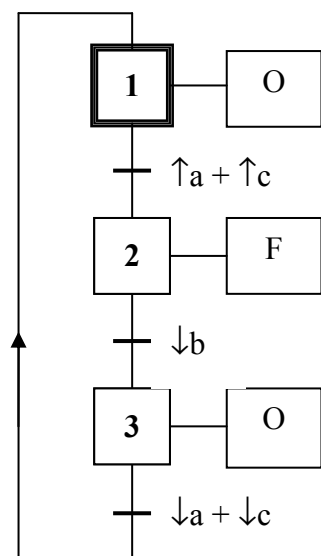 1 O
↑a + ↑c
2 F
↓b
3 O
↓a + ↓c